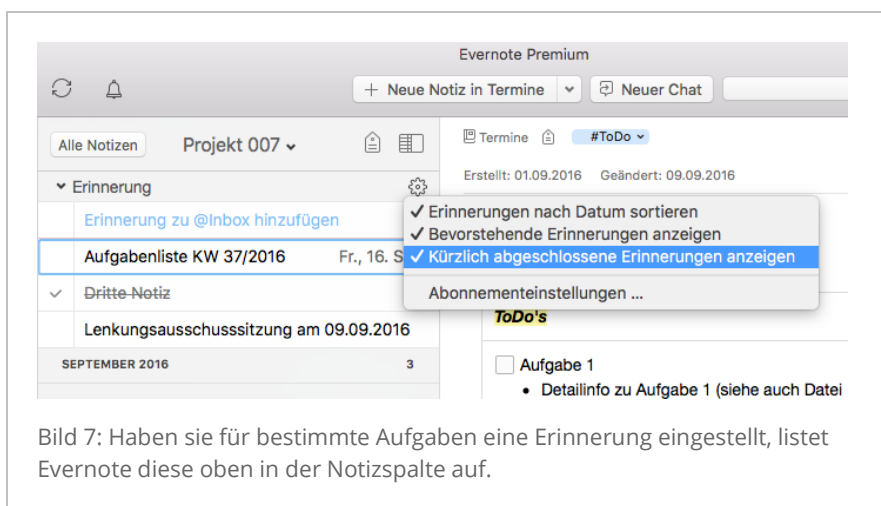 Evernote Premium
+ Neue Notiz in Termine
Neuer Chat
Alle Notizen
Projekt 007
Termine
#ToDo
Erstellt: 01.09.2016 Geändert: 09.09.2016
Erinnerung
Erinnerung zu @Inbox hinzufügen
Aufgabenliste KW 37/2016 Fr., 16. S
Dritte Notiz
Lenkungsausschusssitzung am 09.09.2016
SEPTEMBER 2016 3
✓ Erinnerungen nach Datum sortieren
✓ Bevorstehende Erinnerungen anzeigen
✓ Kürzlich abgeschlossene Erinnerungen anzeigen
Abonnementeinstellungen ...
ToDo's
Aufgabe 1
• Detailinfo zu Aufgabe 1 (siehe auch Datei
Bild 7: Haben sie für bestimmte Aufgaben eine Erinnerung eingestellt, listet
Evernote diese oben in der Notizspalte auf.